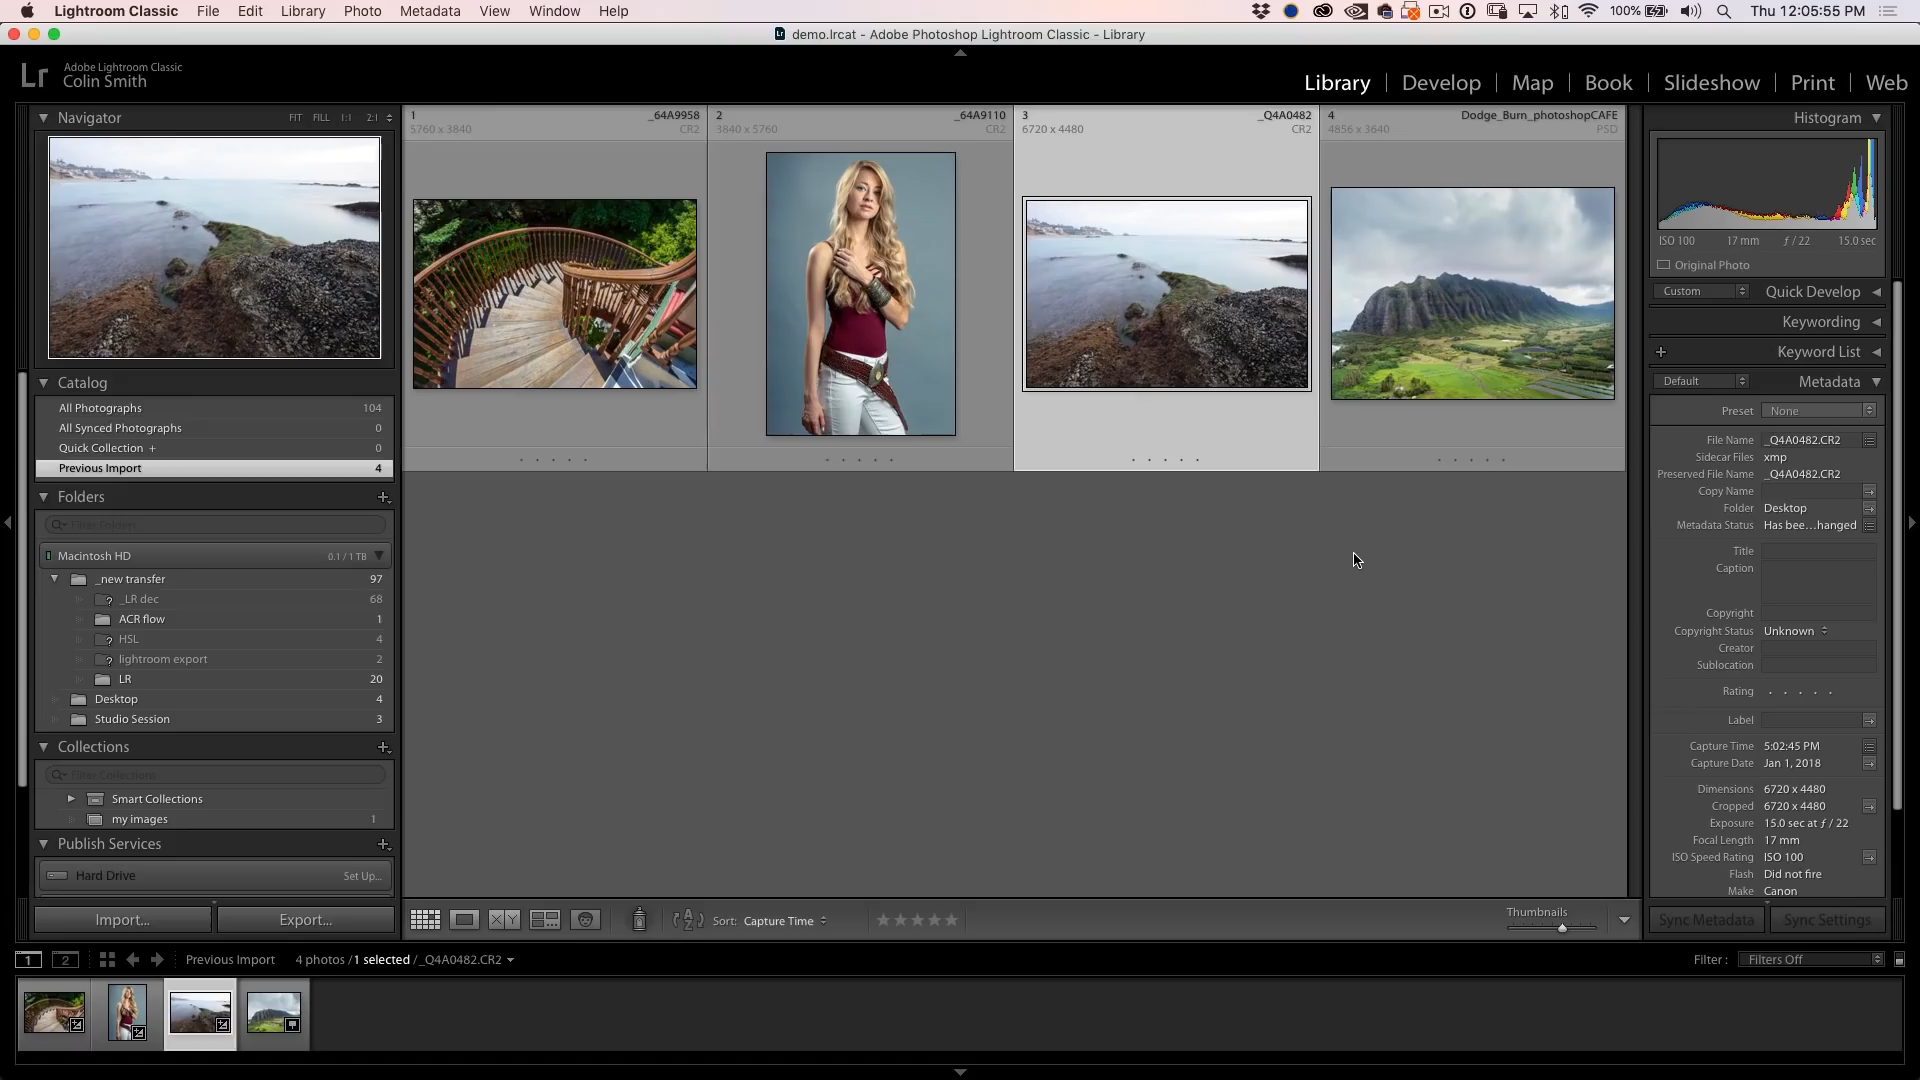 Lightroom Classic File Edit Library Photo Metadata View Window Help 100% Thu 12:05:55 PM
demo.lrcat - Adobe Photoshop Lightroom Classic - Library
Lr Adobe Lightroom Classic
Colin Smith
Library Develop Map Book Slideshow Print Web
Navigator FIT FILL 1:1 2:1
Catalog
All Photographs 104
All Synced Photographs 0
Quick Collection + 0
Previous Import 4
Folders
Filter Folders
Macintosh HD 0.1 / 1 TB
_new transfer 97
_LR dec 68
ACR flow 1
HSL 4
lightroom export 2
LR 20
Desktop 4
Studio Session 3
Collections
Filter Collections
Smart Collections
my images 1
Publish Services
Hard Drive Set Up...
Import... Export...
1 _64A9958
5760 x 3840 CR2
2 _64A9110
3840 x 5760 CR2
3 _Q4A0482
6720 x 4480 CR2
4 Dodge_Burn_photoshopCAFE
4856 x 3640 PSD
Sort: Capture Time
Thumbnails
Histogram
ISO 100 17 mm ƒ / 22 15.0 sec
Original Photo
Custom Quick Develop
Keywording
Keyword List
Default Metadata
Preset None
File Name _Q4A0482.CR2
Sidecar Files xmp
Preserved File Name _Q4A0482.CR2
Copy Name
Folder Desktop
Metadata Status Has bee...hanged
Title
Caption
Copyright
Copyright Status Unknown
Creator
Sublocation
Rating
Label
Capture Time 5:02:45 PM
Capture Date Jan 1, 2018
Dimensions 6720 x 4480
Cropped 6720 x 4480
Exposure 15.0 sec at ƒ / 22
Focal Length 17 mm
ISO Speed Rating ISO 100
Flash Did not fire
Make Canon
Sync Metadata Sync Settings
1 2 Previous Import 4 photos / 1 selected / _Q4A0482.CR2
Filter : Filters Off